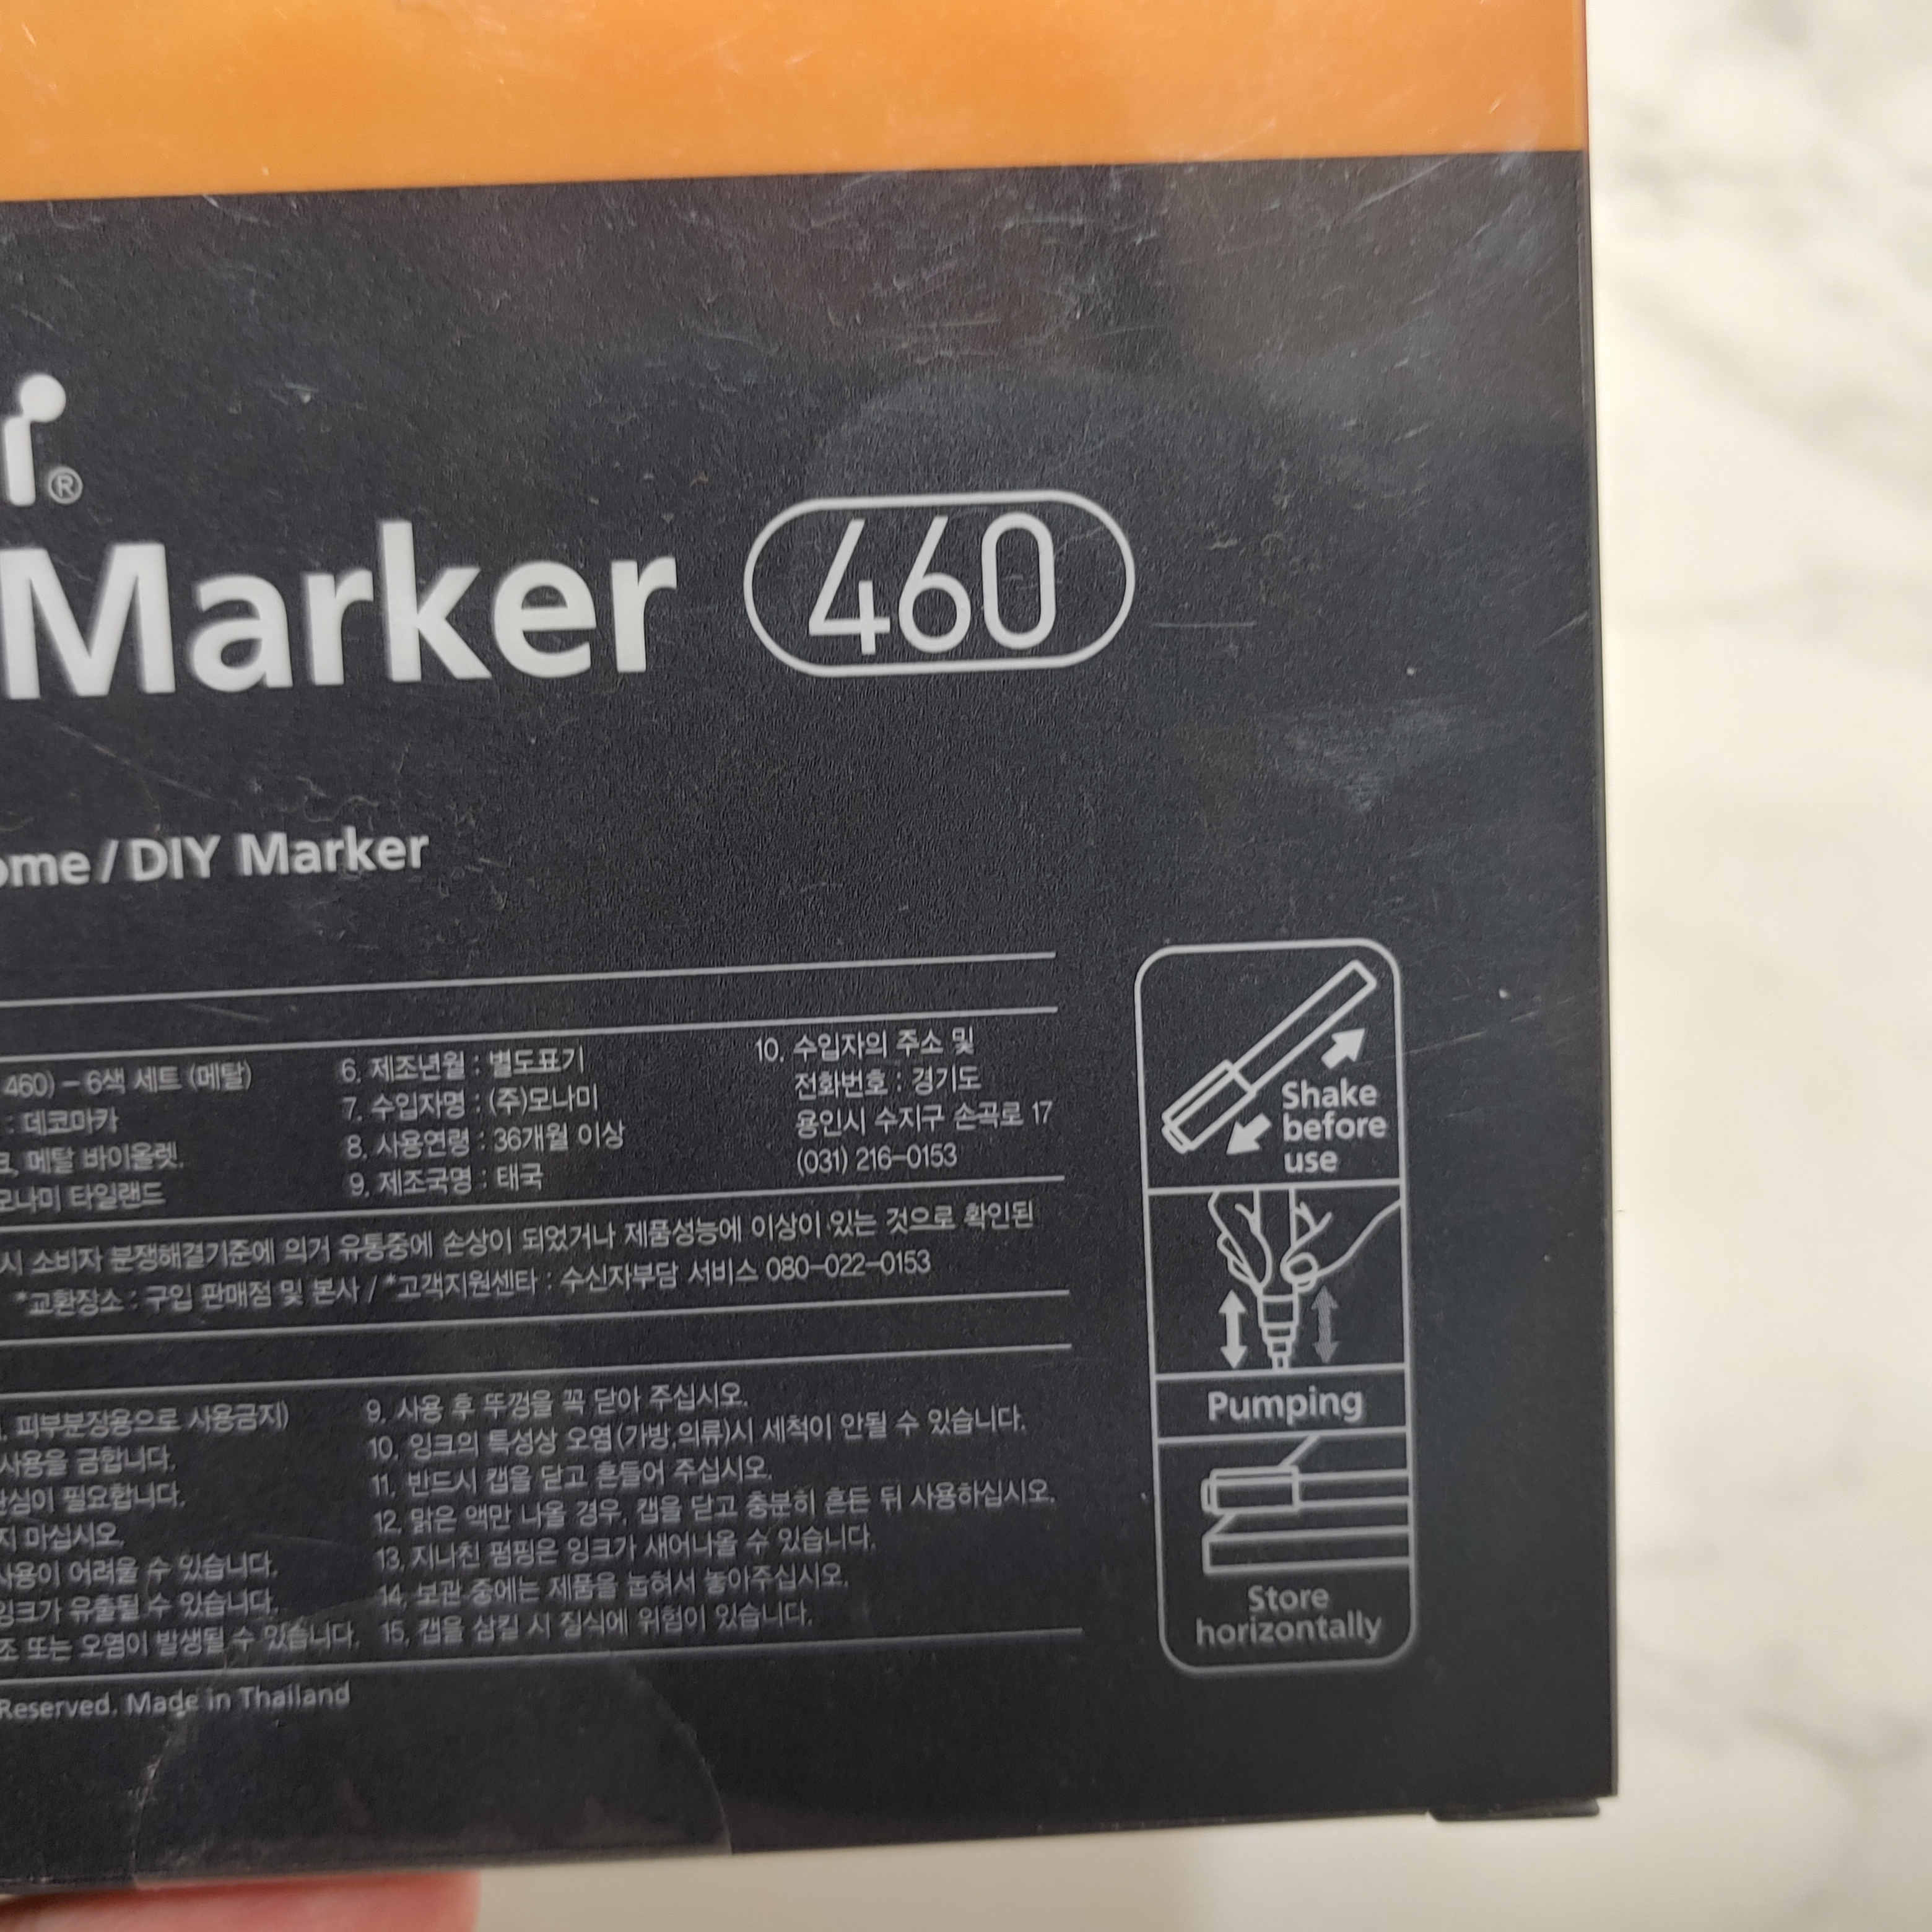 ®
Marker 460
ome/DIY Marker
460) – 6색 세트 (메탈)
: 데코마카
크, 메탈 바이올렛.
모나미 타일랜드
6. 제조년월 : 별도표기
7. 수입자명 : (주)모나미
8. 사용연령 : 36개월 이상
9. 제조국명 : 태국
10. 수입자의 주소 및
전화번호 : 경기도
용인시 수지구 손곡로 17
(031) 216-0153
시 소비자 분쟁해결기준에 의거 유통중에 손상이 되었거나 제품성능에 이상이 있는 것으로 확인된
*교환장소 : 구입 판매점 및 본사 / *고객지원센타 : 수신자부담 서비스 080-022-0153
피부분장용으로 사용금지)
사용을 금합니다.
관심이 필요합니다.
지 마십시오.
사용이 어려울 수 있습니다.
잉크가 유출될 수 있습니다.
조 또는 오염이 발생될 수 있습니다.
9. 사용 후 뚜껑을 꼭 닫아 주십시오.
10. 잉크의 특성상 오염(가방,의류)시 세척이 안될 수 있습니다.
11. 반드시 캡을 닫고 흔들어 주십시오.
12. 맑은 액만 나올 경우, 캡을 닫고 충분히 흔든 뒤 사용하십시오.
13. 지나친 펌핑은 잉크가 새어나올 수 있습니다.
14. 보관 중에는 제품을 눕혀서 놓아주십시오.
15. 캡을 삼킬 시 질식에 위험이 있습니다.
Reserved. Made in Thailand
Shake
before
use
Pumping
Store
horizontally